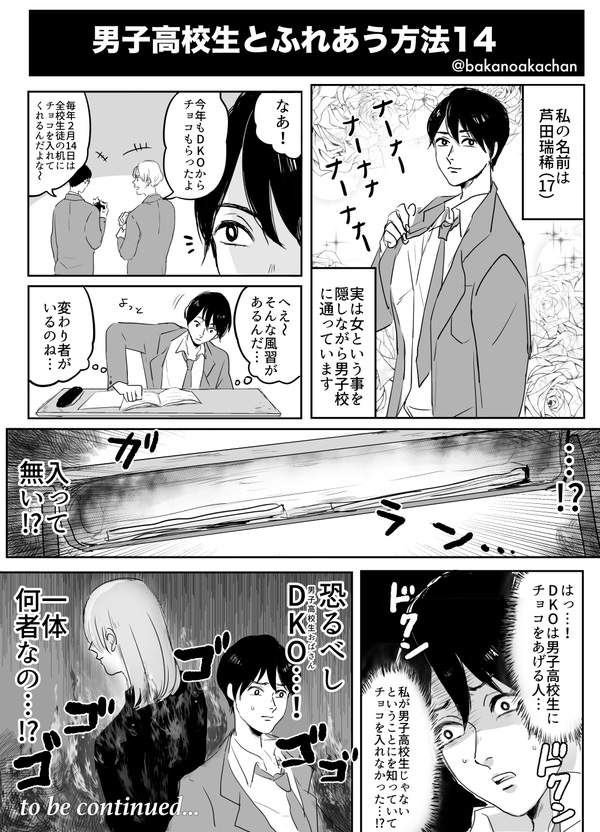 男子高校生とふれあう方法14
@bakanoakachan
私の名前は
芦田瑞稀(17)
ナーナー
ナーナー
実は女という事を
隠しながら男子校
に通っています
なあ！
今年もDKOから
チョコもらったよ
毎年2月14日は
全校生徒の机に
チョコを入れて
くれるんだよな〜
へぇ〜
そんな風習が
あるんだ…
よっと
変わり者が
いるのね…
……!?
ガラン…
入って
無い!?
はっ…！
DKOは男子高校生に
チョコをあげる人…
ドクン
ドクン
私が男子高校生じゃない
ということにを知っていて
チョコを入れなかった…!?
恐るべし
DKO…！
男子高校生おばさん
ゴゴゴゴゴ
一体
何者なの…!?
to be continued...